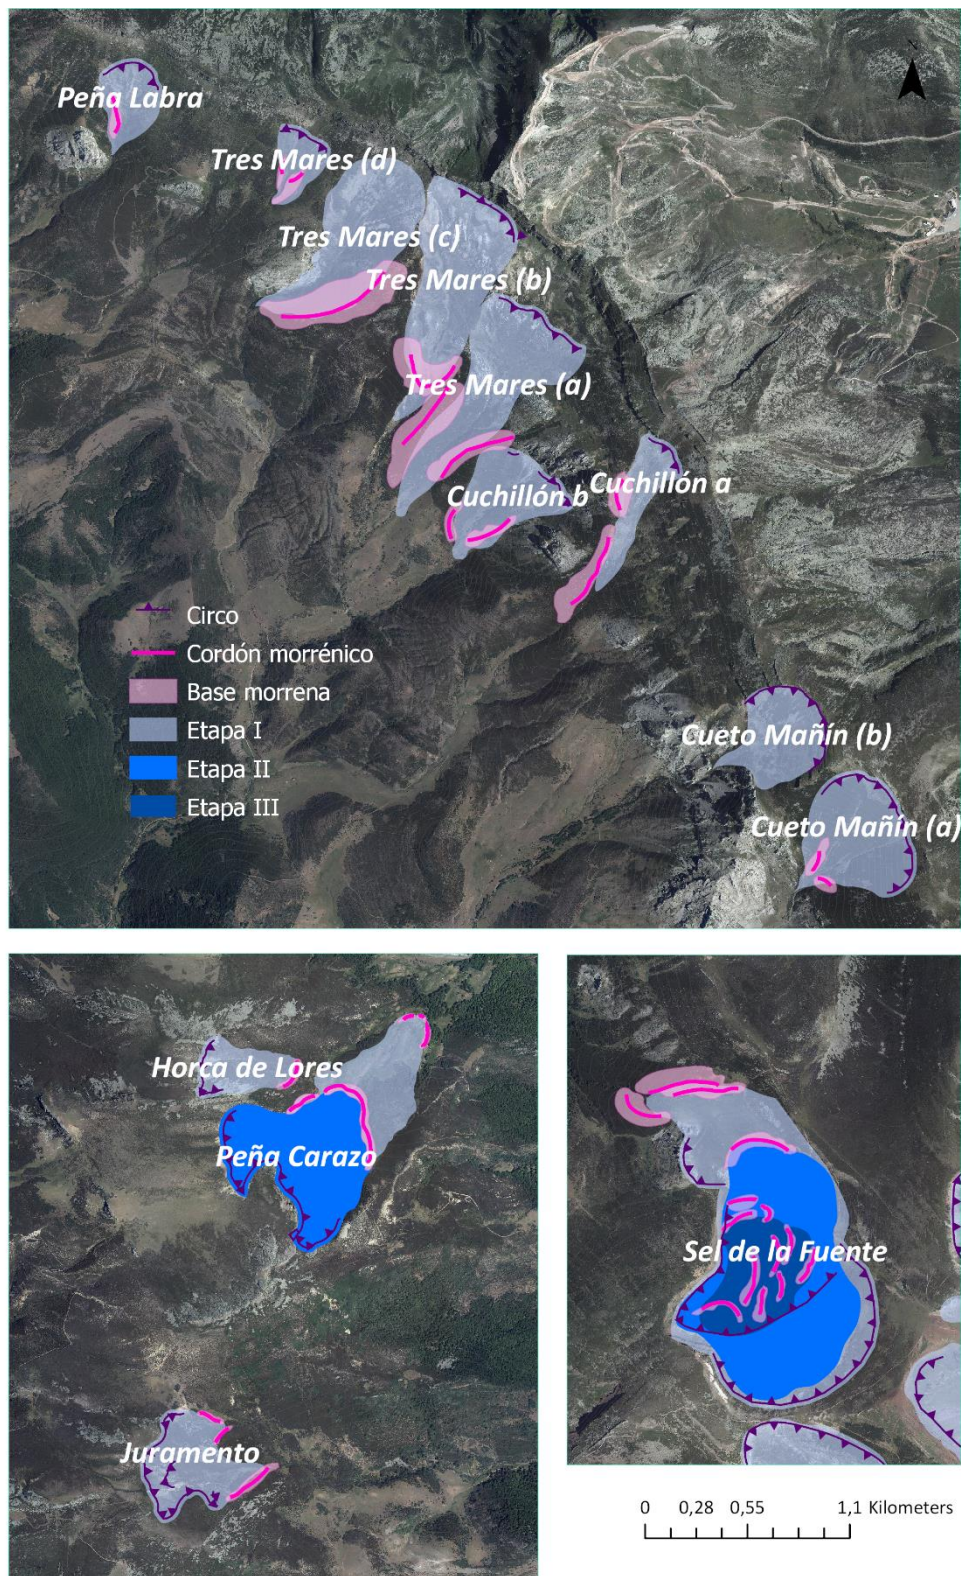 N
Peña Labra
Tres Mares (d)
Tres Mares (c)
Tres Mares (b)
Tres Mares (a)
Cuchillón b
Cuchillón a
Circo
Cordón morrénico
Base morrena
Etapa I
Etapa II
Etapa III
Cueto Mañín (b)
Cueto Mañín (a)
Horca de Lores
Peña Carazo
Juramento
Sel de la Fuente
0 0,28 0,55 1,1 Kilometers